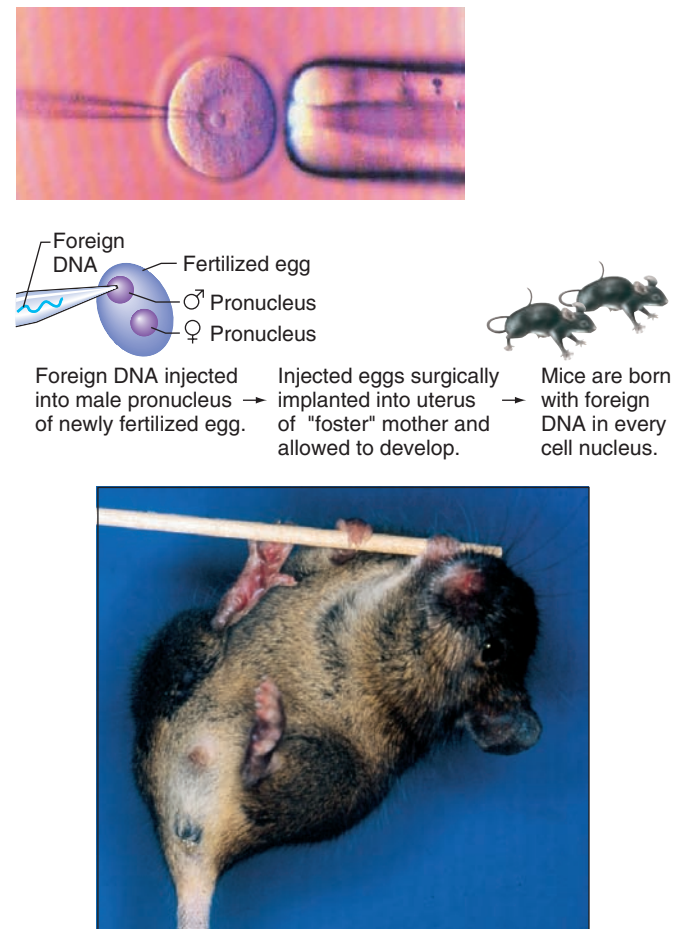 Foreign
DNA
Fertilized egg
♂ Pronucleus
♀ Pronucleus
Foreign DNA injected
into male pronucleus
of newly fertilized egg.
Injected eggs surgically
implanted into uterus
of "foster" mother and
allowed to develop.
Mice are born
with foreign
DNA in every
cell nucleus.